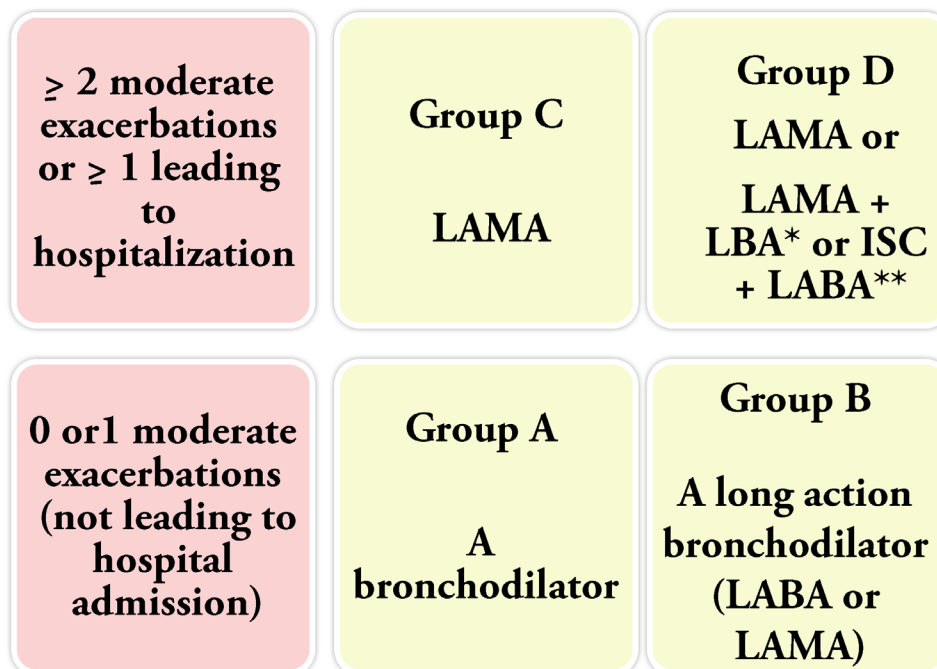 ≥ 2 moderate
exacerbations
or ≥ 1 leading
to
hospitalization
Group C
LAMA
Group D
LAMA or
LAMA +
LBA* or ISC
+ LABA**
0 or1 moderate
exacerbations
(not leading to
hospital
admission)
Group A
A
bronchodilator
Group B
A long action
bronchodilator
(LABA or
LAMA)